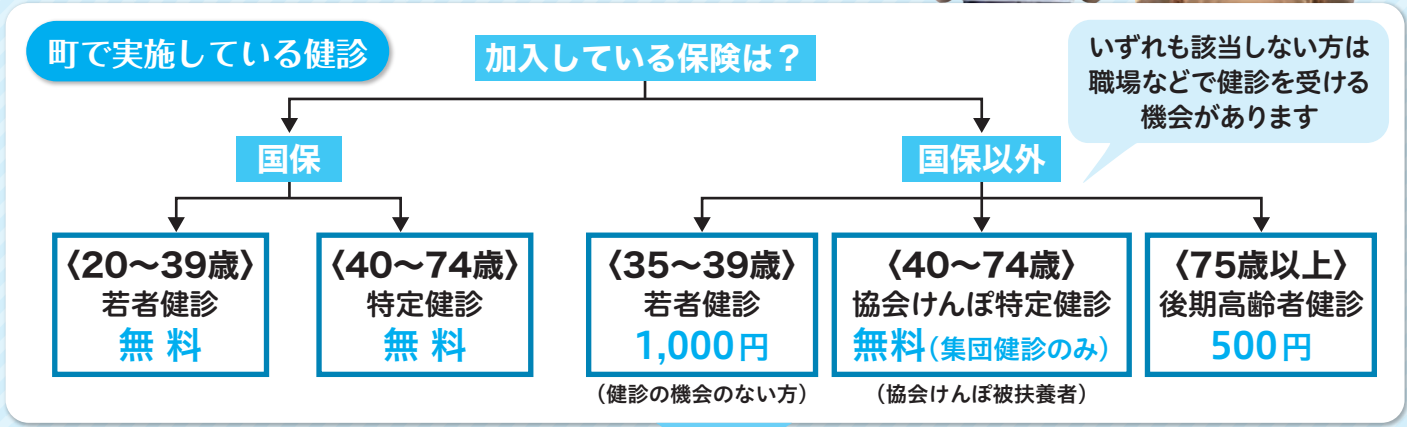 町で実施している健診
加入している保険は？
いずれも該当しない方は
職場などで健診を受ける
機会があります
国保
国保以外
〈20〜39歳〉
若者健診
無料
〈40〜74歳〉
特定健診
無料
〈35〜39歳〉
若者健診
1,000円
（健診の機会のない方）
〈40〜74歳〉
協会けんぽ特定健診
無料（集団健診のみ）
（協会けんぽ被扶養者）
〈75歳以上〉
後期高齢者健診
500円